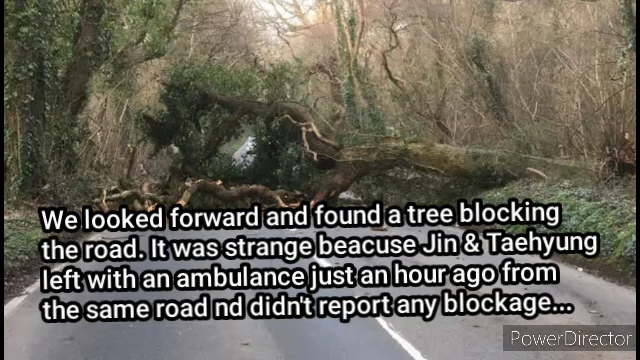 We looked forward and found a tree blocking
the road. It was strange beacuse Jin & Taehyung
left with an ambulance just an hour ago from
the same road nd didn't report any blockage...
PowerDirector